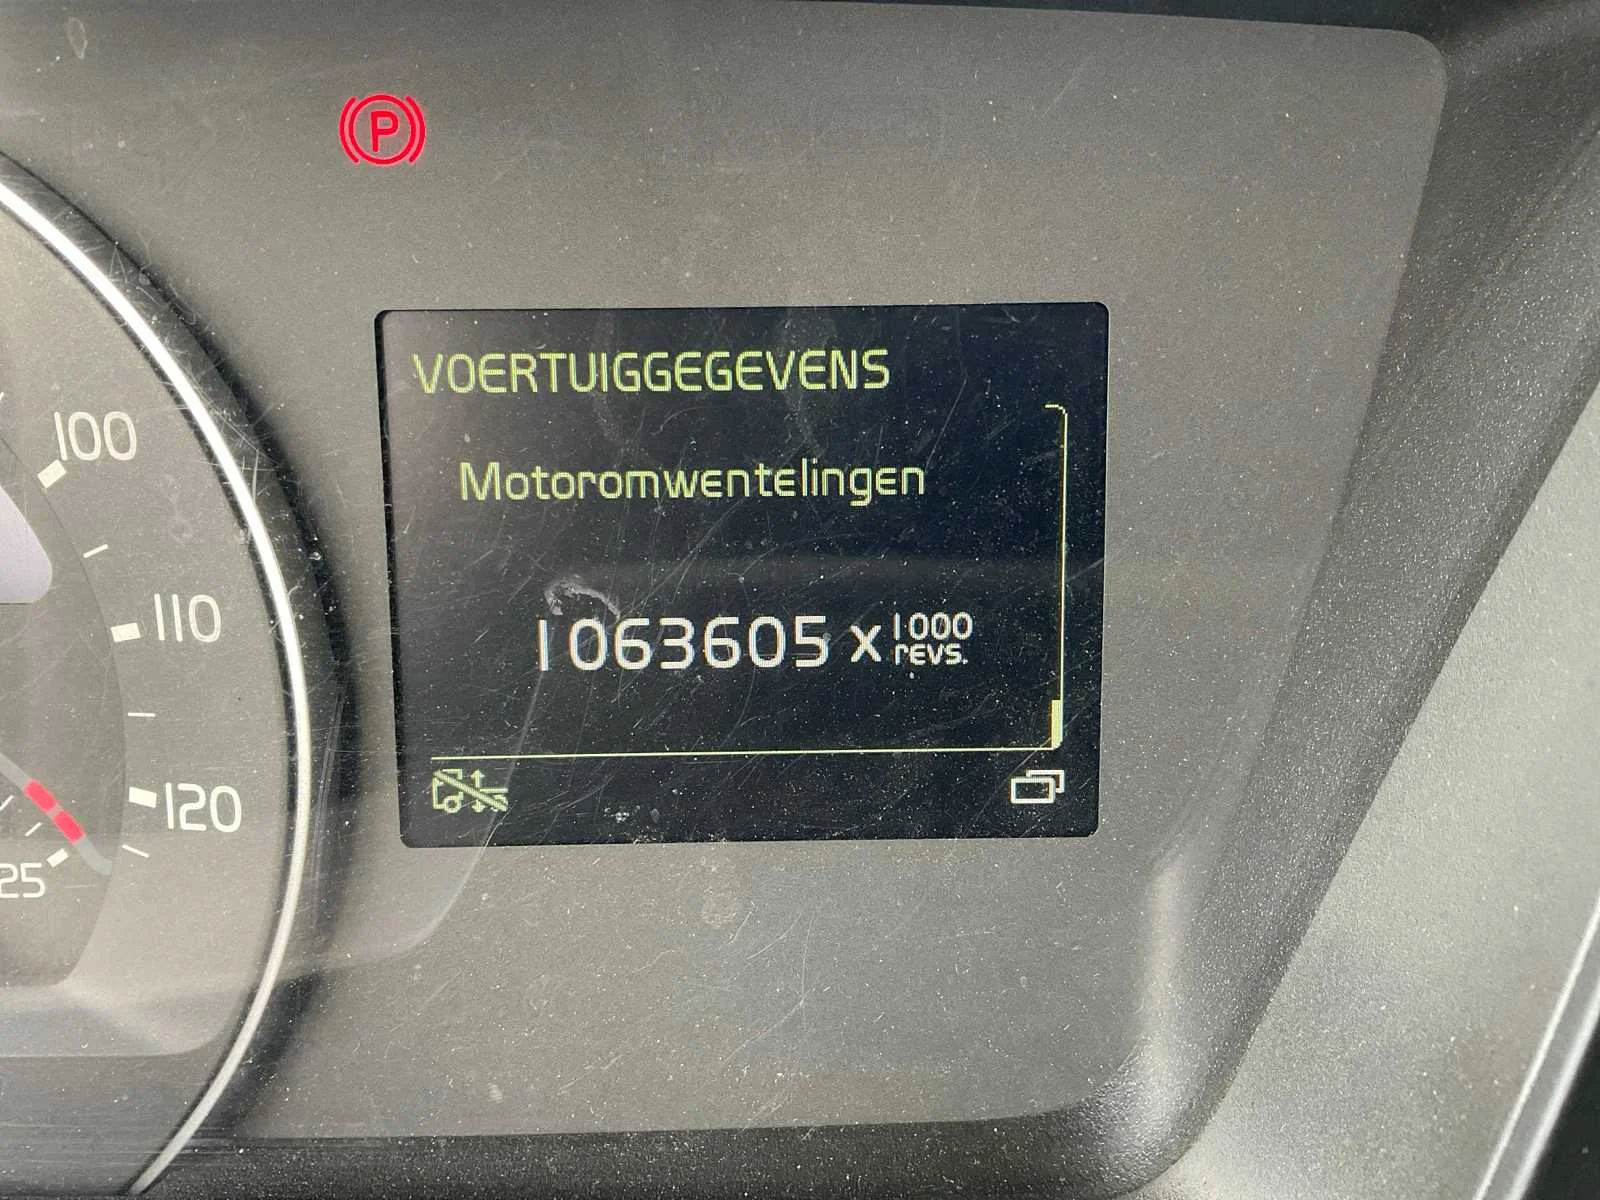 P
VOERTUIGGEGEVENS
Motoromwentelingen
1063605 x 1000 revs.
100
110
120
25